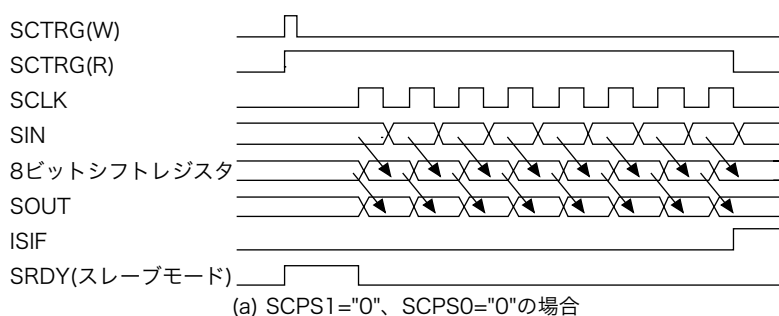 SCTRG(W)
SCTRG(R)
SCLK
SIN
8ビットシフトレジスタ
SOUT
ISIF
SRDY(スレーブモード)
(a) SCPS1="0"、SCPS0="0"の場合